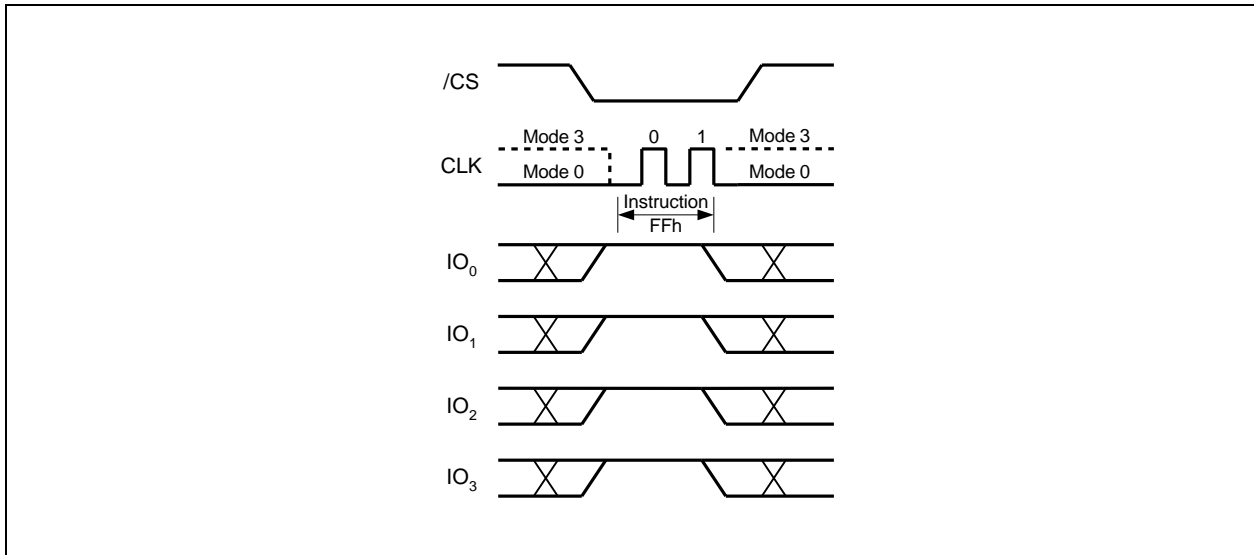 /CS
Mode 3 0 1 Mode 3
CLK Mode 0 Mode 0
Instruction
FFh
IO₀
IO₁
IO₂
IO₃